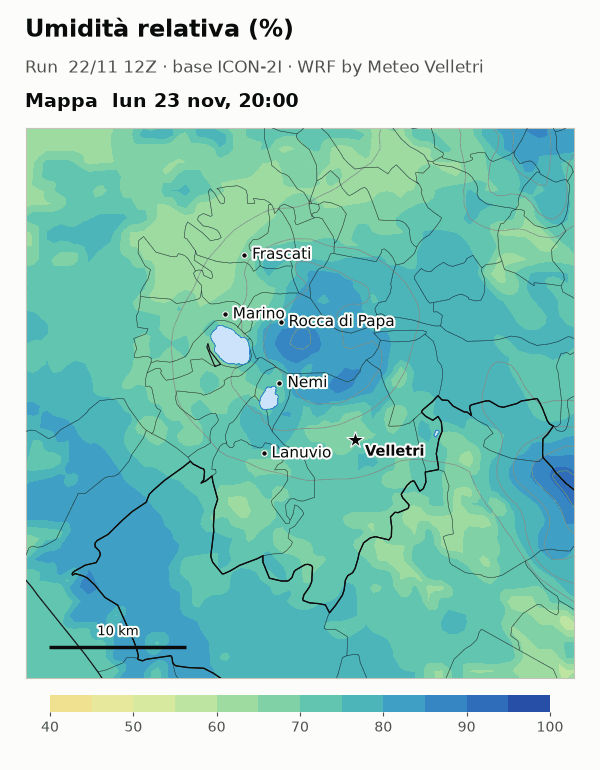 Umidità relativa (%)
Run  22/11 12Z · base ICON-2I · WRF by Meteo Velletri
Mappa  lun 23 nov, 20:00
Frascati
Marino
Rocca di Papa
Nemi
Velletri
Lanuvio
10 km
40 50 60 70 80 90 100